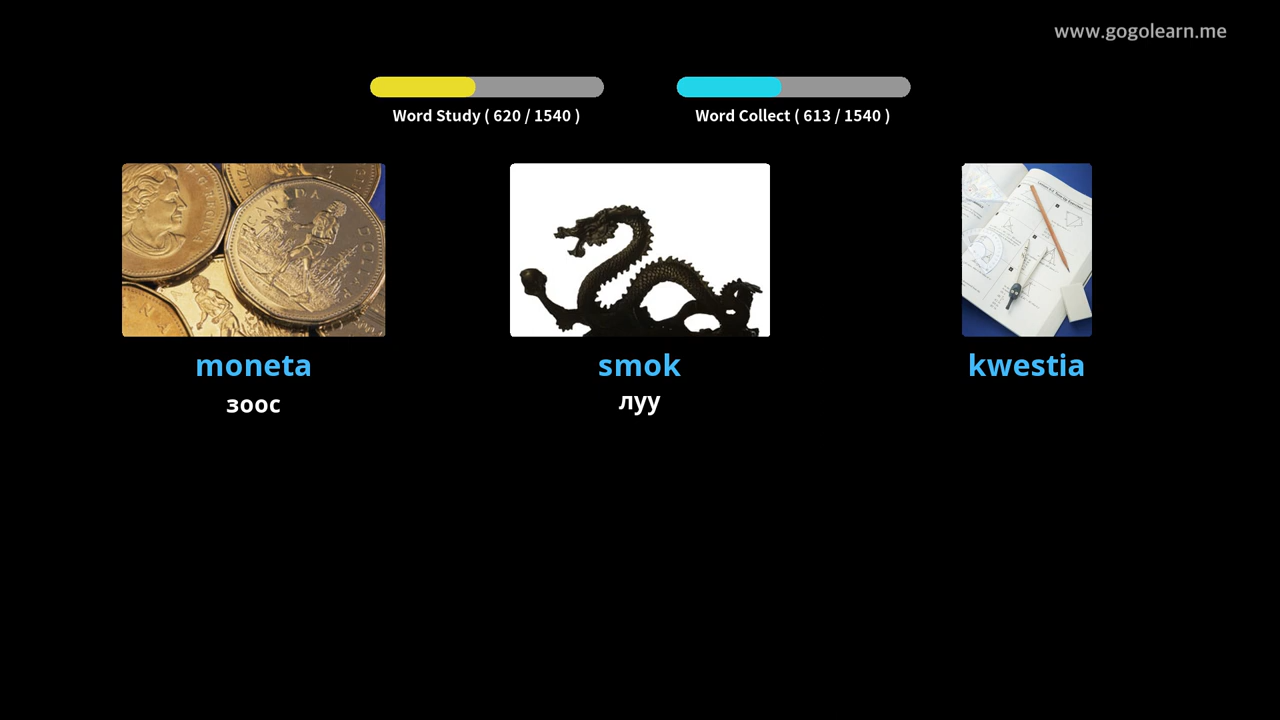 www.gogolearn.me
Word Study ( 620 / 1540 )
Word Collect ( 613 / 1540 )
moneta
зоос
smok
луу
kwestia